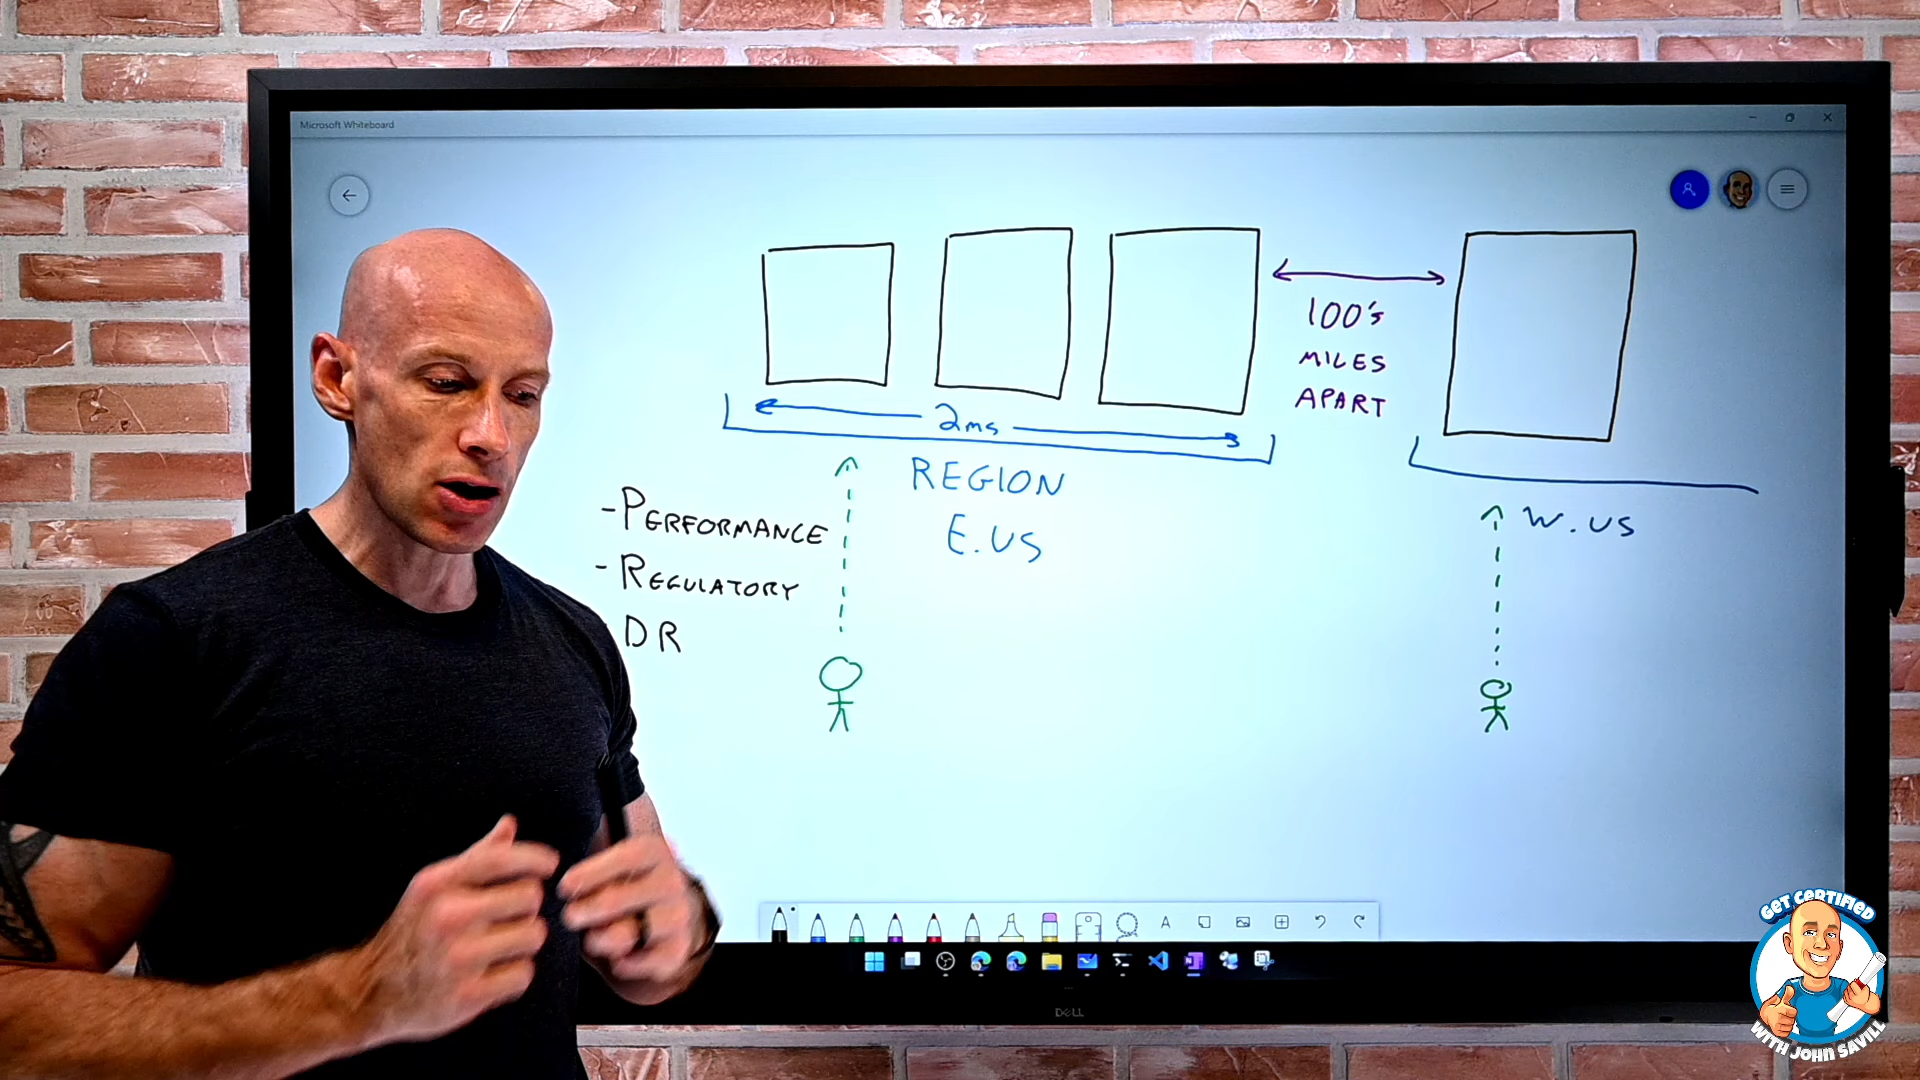 Microsoft Whiteboard
100's
MILES
APART
2ms
REGION
E.US
-PERFORMANCE
-REGULATORY
DR
W.US
A
DELL
GET CERTIFIED
WITH JOHN SAVILL